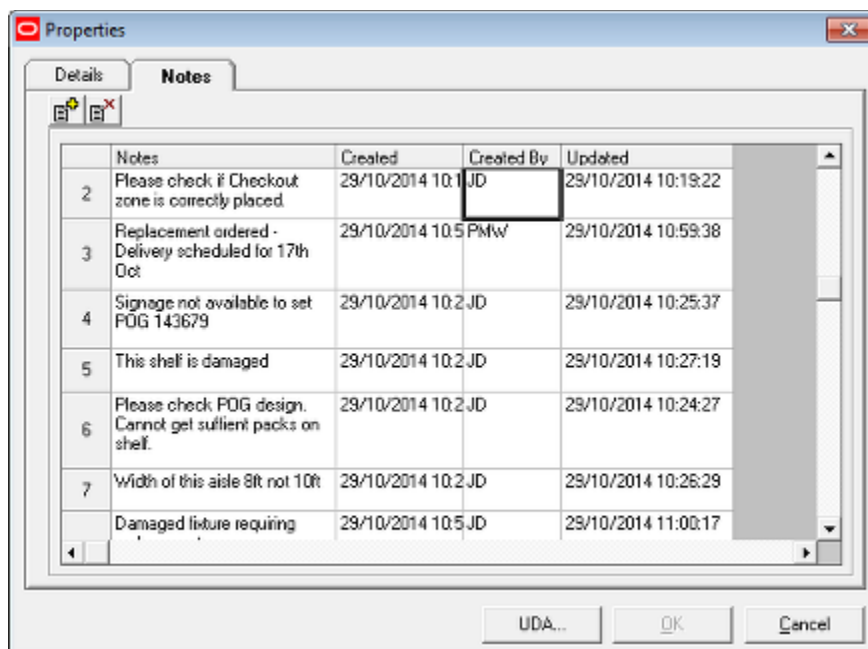 Properties
Details Notes
Notes Created Created By Updated
2 Please check if Checkout zone is correctly placed. 29/10/2014 10:1 JD 29/10/2014 10:19:22
3 Replacement ordered - Delivery scheduled for 17th Oct 29/10/2014 10:5 PMW 29/10/2014 10:59:38
4 Signage not available to set POG 143679 29/10/2014 10:2 JD 29/10/2014 10:25:37
5 This shelf is damaged 29/10/2014 10:2 JD 29/10/2014 10:27:19
6 Please check POG design. Cannot get suffient packs on shelf. 29/10/2014 10:2 JD 29/10/2014 10:24:27
7 Width of this aisle 8ft not 10ft 29/10/2014 10:2 JD 29/10/2014 10:26:29
Damaged fixture requiring 29/10/2014 10:5 JD 29/10/2014 11:00:17
UDA... OK Cancel